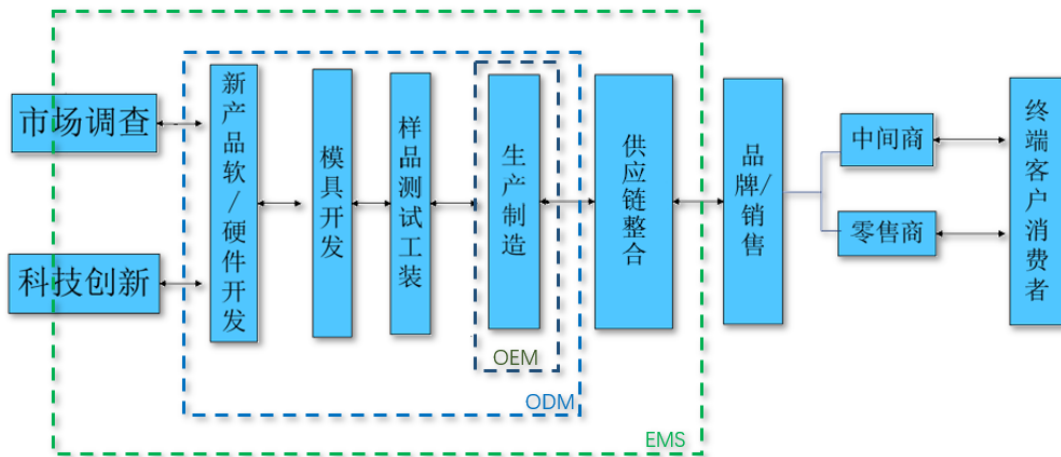 市场调查
科技创新
新产品软/硬件开发
模具开发
样品测试工装
生产制造
OEM
ODM
供应链整合
EMS
品牌/销售
中间商
零售商
终端客户消费者